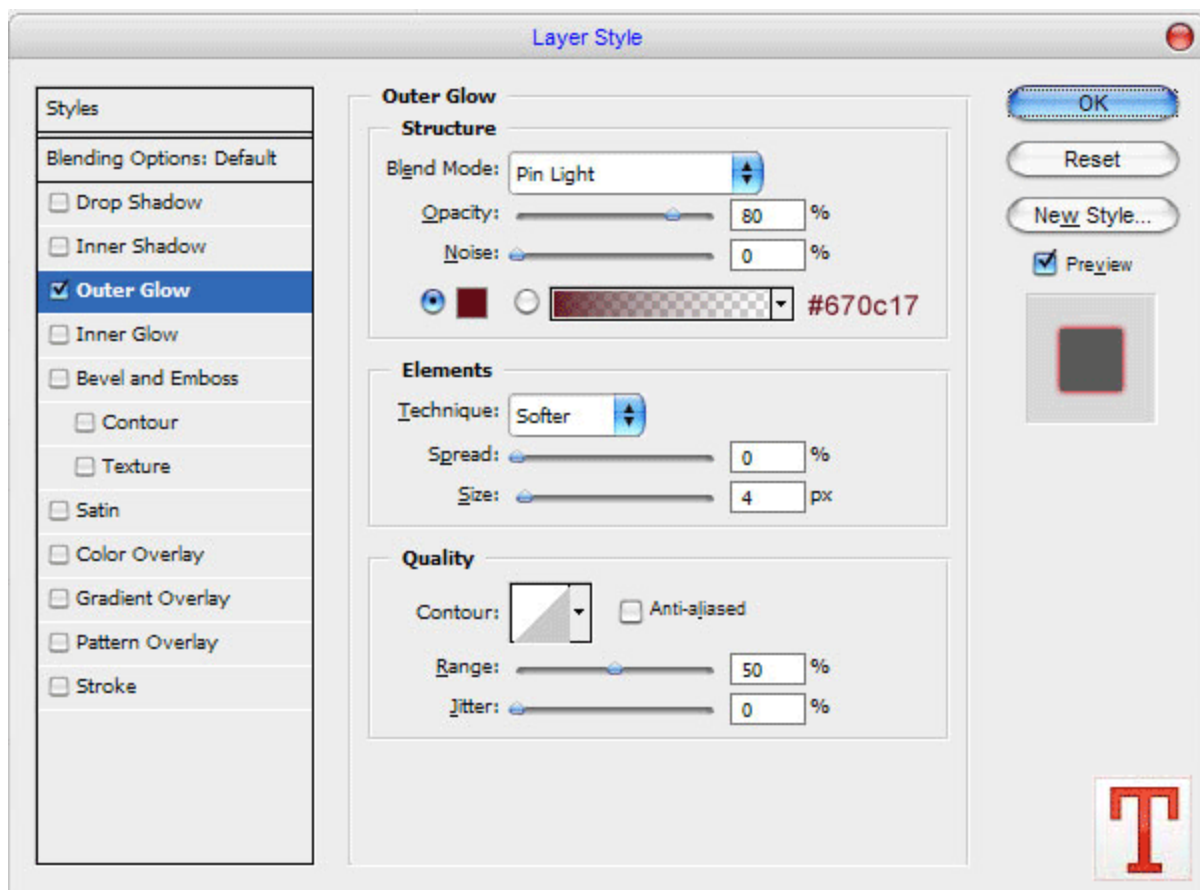 Layer Style
Styles
Blending Options: Default
Drop Shadow
Inner Shadow
Outer Glow
Inner Glow
Bevel and Emboss
Contour
Texture
Satin
Color Overlay
Gradient Overlay
Pattern Overlay
Stroke
Outer Glow
Structure
Blend Mode: Pin Light
Opacity: 80 %
Noise: 0 %
#670c17
Elements
Technique: Softer
Spread: 0 %
Size: 4 px
Quality
Contour: Anti-aliased
Range: 50 %
Jitter: 0 %
OK
Reset
New Style...
Preview
T